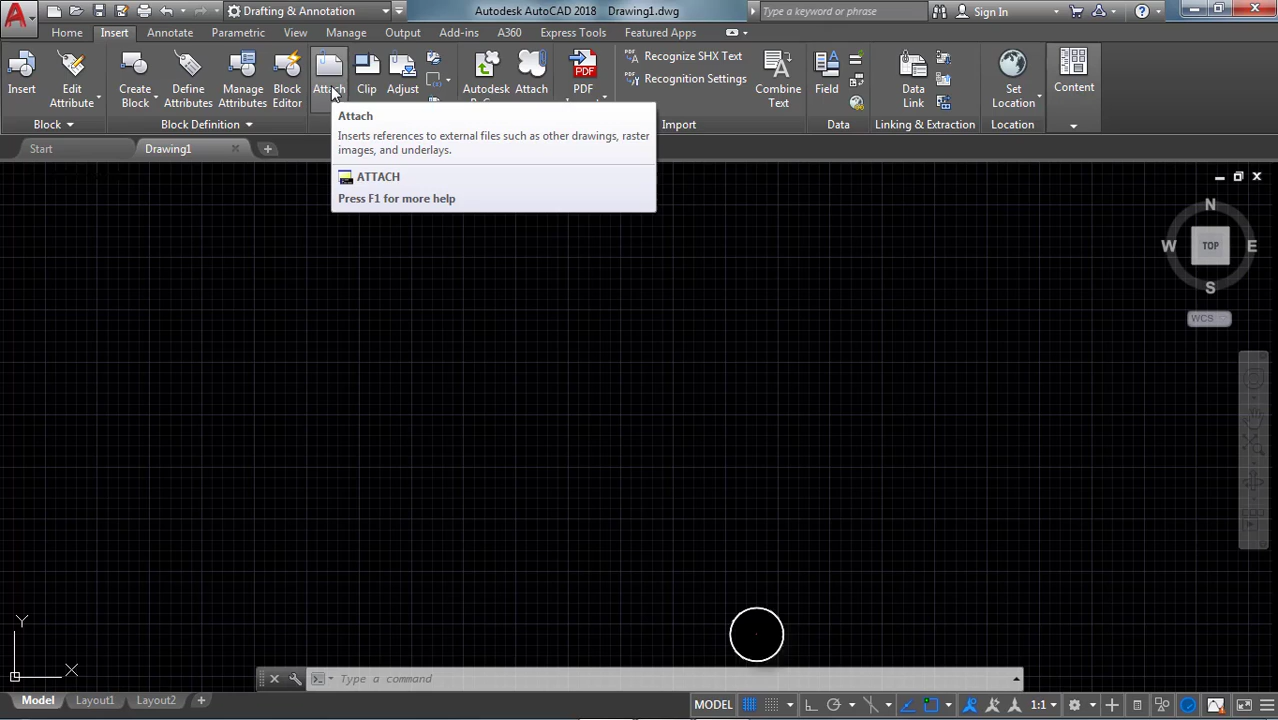 Drafting & Annotation
Autodesk AutoCAD 2018 Drawing1.dwg
Type a keyword or phrase
Sign In
Home Insert Annotate Parametric View Manage Output Add-ins A360 Express Tools Featured Apps
Insert
Edit
Attribute
Create
Block
Define
Attributes
Manage
Attributes
Block
Editor
Attach
Clip
Adjust
Autodesk
Attach
PDF
PDF
Import
Recognize SHX Text
Recognition Settings
Combine
Text
Field
Data
Link
Set
Location
Content
Block
Block Definition
Import
Data
Linking & Extraction
Location
Start
Drawing1
Attach
Inserts references to external files such as other drawings, raster
images, and underlays.
ATTACH
Press F1 for more help
N
W
TOP
E
S
WCS
Y
X
Type a command
Model
Layout1
Layout2
MODEL
1:1